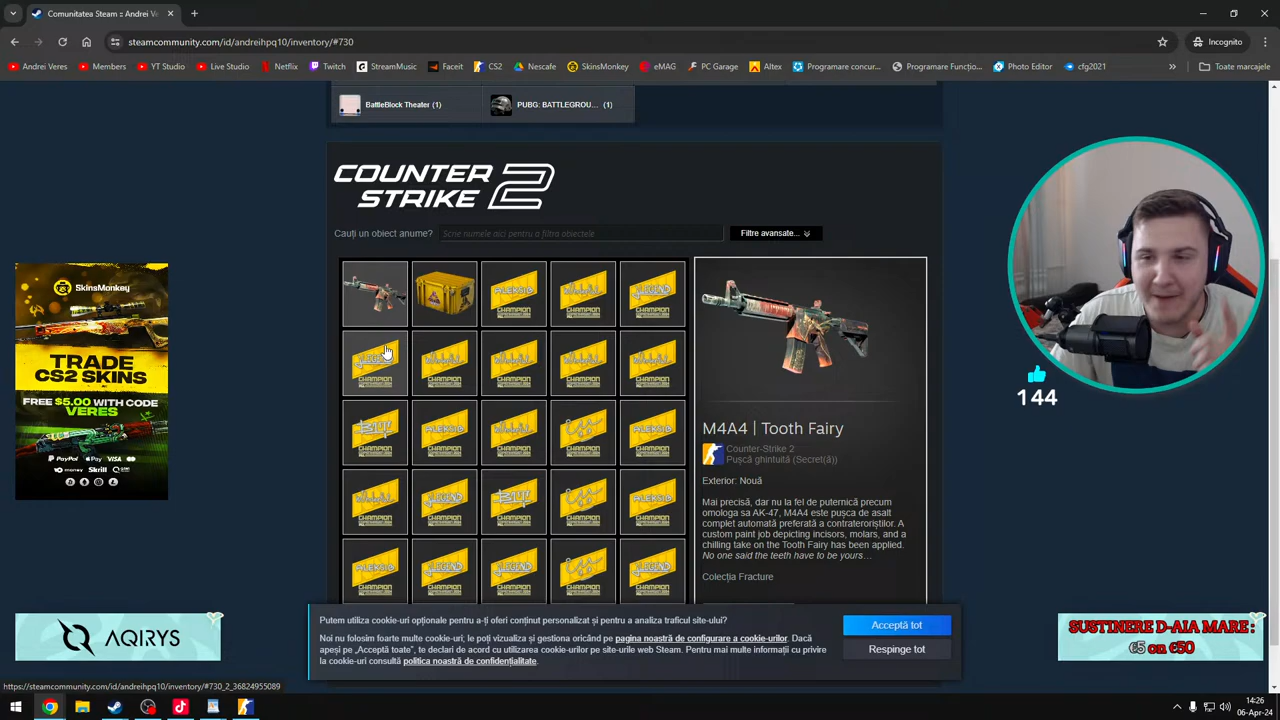 Comunitatea Steam :: Andrei Ve
steamcommunity.com/id/andreihpq10/inventory/#730
Incognito
Andrei Veres
Members
YT Studio
Live Studio
Netflix
Twitch
StreamMusic
Faceit
CS2
Nescafe
SkinsMonkey
eMAG
PC Garage
Altex
Programare concur...
Programare Funcțio...
Photo Editor
cfg2021
Toate marcajele
BattleBlock Theater (1)
PUBG: BATTLEGROU... (1)
COUNTER
STRIKE 2
Cauți un obiect anume?
Scrie numele aici pentru a filtra obiectele
Filtre avansate...
SkinsMonkey
TRADE
CS2 SKINS
FREE $5.00 WITH CODE
VERES
PayPal
Pay
VISA
Skrill
144
M4A4 | Tooth Fairy
Counter-Strike 2
Pușcă ghintuită (Secret(ă))
Exterior: Nouă
Mai precisă, dar nu la fel de puternică precum
omologa sa AK-47, M4A4 este pușca de asalt
complet automată preferată a contrateroriștilor. A
custom paint job depicting incisors, molars, and a
chilling take on the Tooth Fairy has been applied.
No one said the teeth have to be yours…
Colecția Fracture
Putem utiliza cookie-uri opționale pentru a-ți oferi conținut personalizat și pentru a analiza traficul site-ului?
Noi nu folosim foarte multe cookie-uri; le poți vizualiza și gestiona oricând pe pagina noastră de configurare a cookie-urilor. Dacă
apeși pe „Acceptă toate”, te declari de acord cu utilizarea cookie-urilor pe site-urile web Steam. Pentru mai multe informații cu privire
la cookie-uri consultă politica noastră de confidențialitate.
Acceptă tot
Respinge tot
AQIRYS
SUSTINERE D-AIA MARE :
€5 on €50
https://steamcommunity.com/id/andreihpq10/inventory/#730_2_36824955089
14:26
06-Apr-24